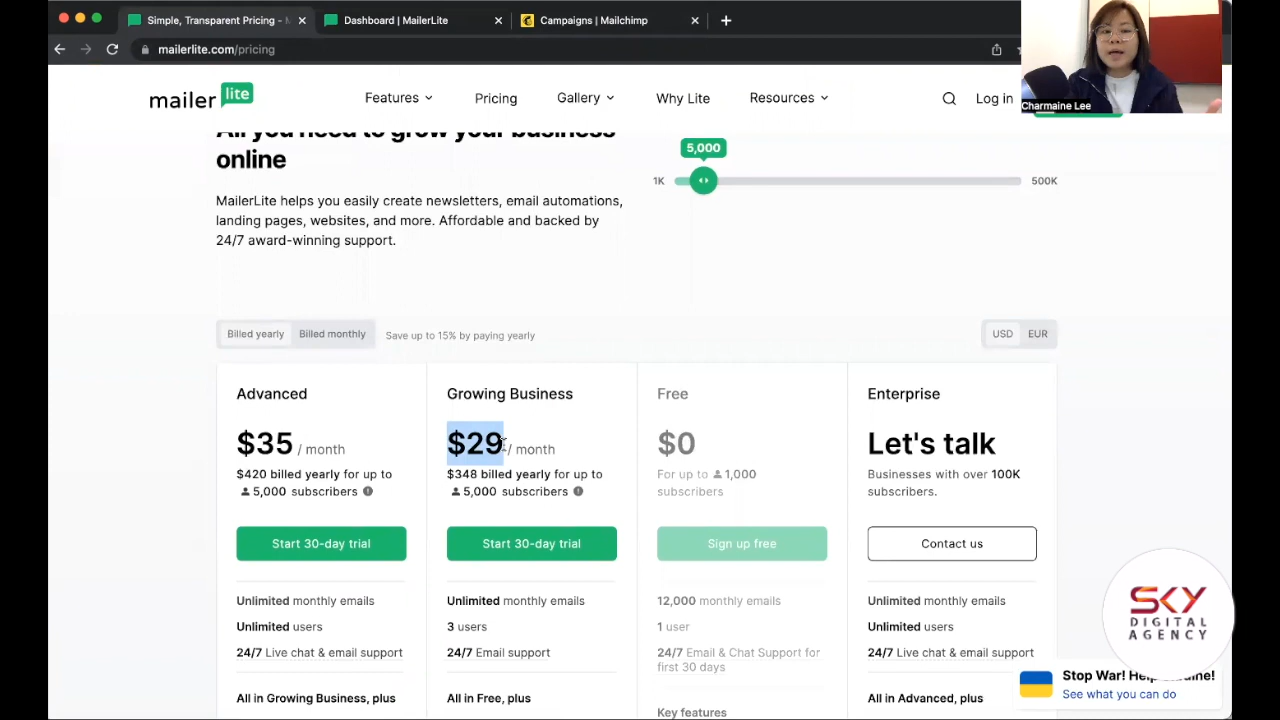 Simple, Transparent Pricing - M
Dashboard | MailerLite
Campaigns | Mailchimp
mailerlite.com/pricing
Charmaine Lee
mailer lite
Features
Pricing
Gallery
Why Lite
Resources
Log in
All you need to grow your business
online
5,000
1K
500K
MailerLite helps you easily create newsletters, email automations,
landing pages, websites, and more. Affordable and backed by
24/7 award-winning support.
Billed yearly
Billed monthly
Save up to 15% by paying yearly
USD
EUR
Advanced
$35 / month
$420 billed yearly for up to
5,000 subscribers
Start 30-day trial
Unlimited monthly emails
Unlimited users
24/7 Live chat & email support
All in Growing Business, plus
Growing Business
$29 / month
$348 billed yearly for up to
5,000 subscribers
Start 30-day trial
Unlimited monthly emails
3 users
24/7 Email support
All in Free, plus
Free
$0
For up to 1,000
subscribers
Sign up free
12,000 monthly emails
1 user
24/7 Email & Chat Support for
first 30 days
Key features
Enterprise
Let's talk
Businesses with over 100K
subscribers.
Contact us
Unlimited monthly emails
Unlimited users
24/7 Live chat & email support
All in Advanced, plus
SKY
DIGITAL
AGENCY
Stop War!
See what you can do